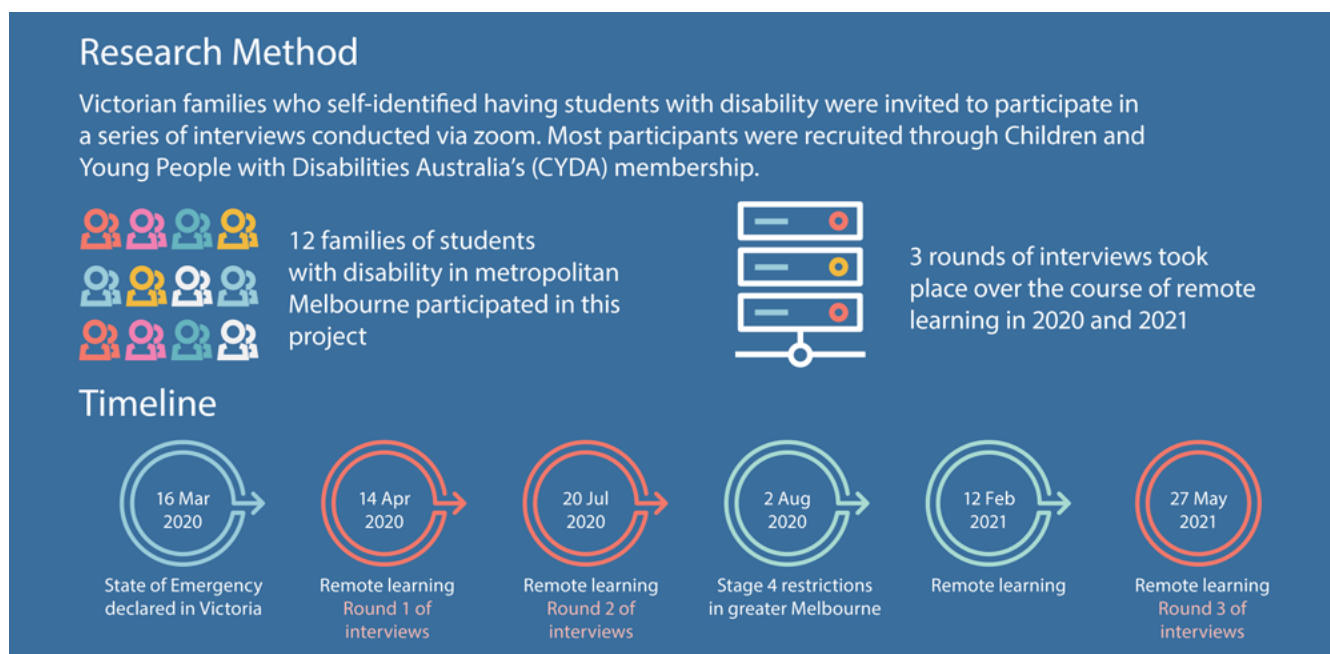 Research Method
Victorian families who self-identified having students with disability were invited to participate in
a series of interviews conducted via zoom. Most participants were recruited through Children and
Young People with Disabilities Australia's (CYDA) membership.
12 families of students
with disability in metropolitan
Melbourne participated in this
project
3 rounds of interviews took
place over the course of remote
learning in 2020 and 2021
Timeline
16 Mar
2020
State of Emergency
declared in Victoria
14 Apr
2020
Remote learning
Round 1 of
interviews
20 Jul
2020
Remote learning
Round 2 of
interviews
2 Aug
2020
Stage 4 restrictions
in greater Melbourne
12 Feb
2021
Remote learning
27 May
2021
Remote learning
Round 3 of
interviews